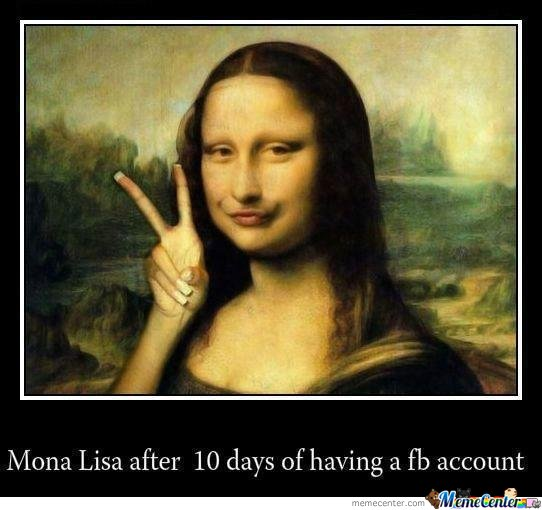 Mona Lisa after  10 days of having a fb account
memecenter.com MemeCenter